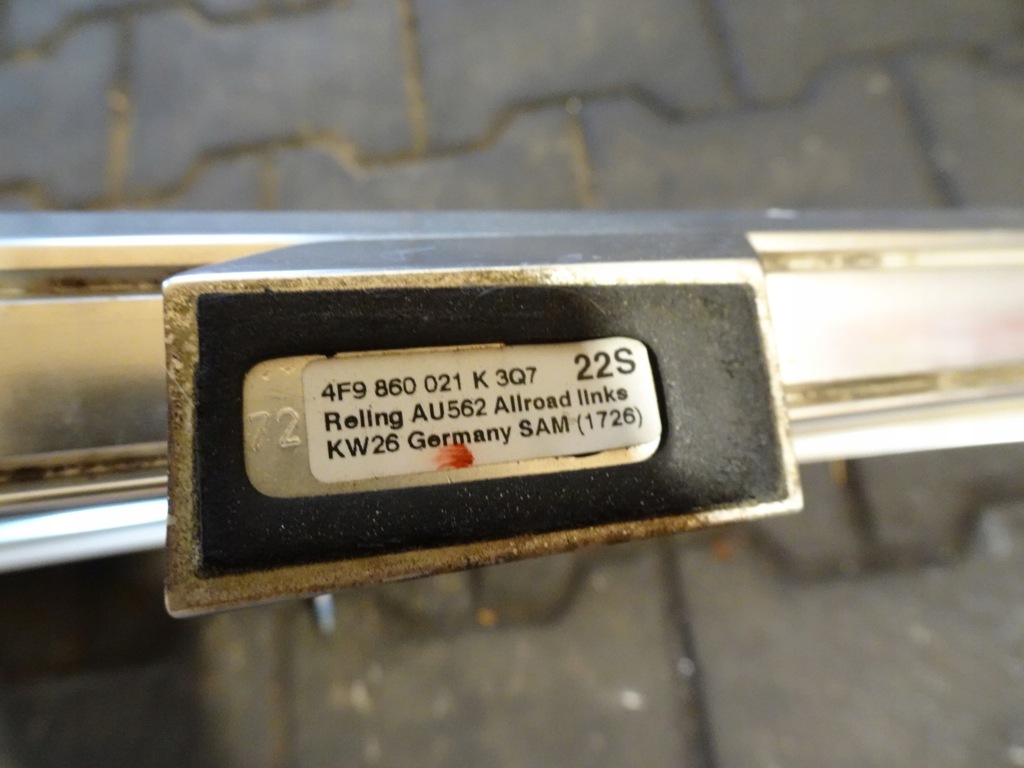 22S
4F9 860 021 K 3Q7
Reling AU562 Allroad links
KW26 Germany SAM (1726)
72